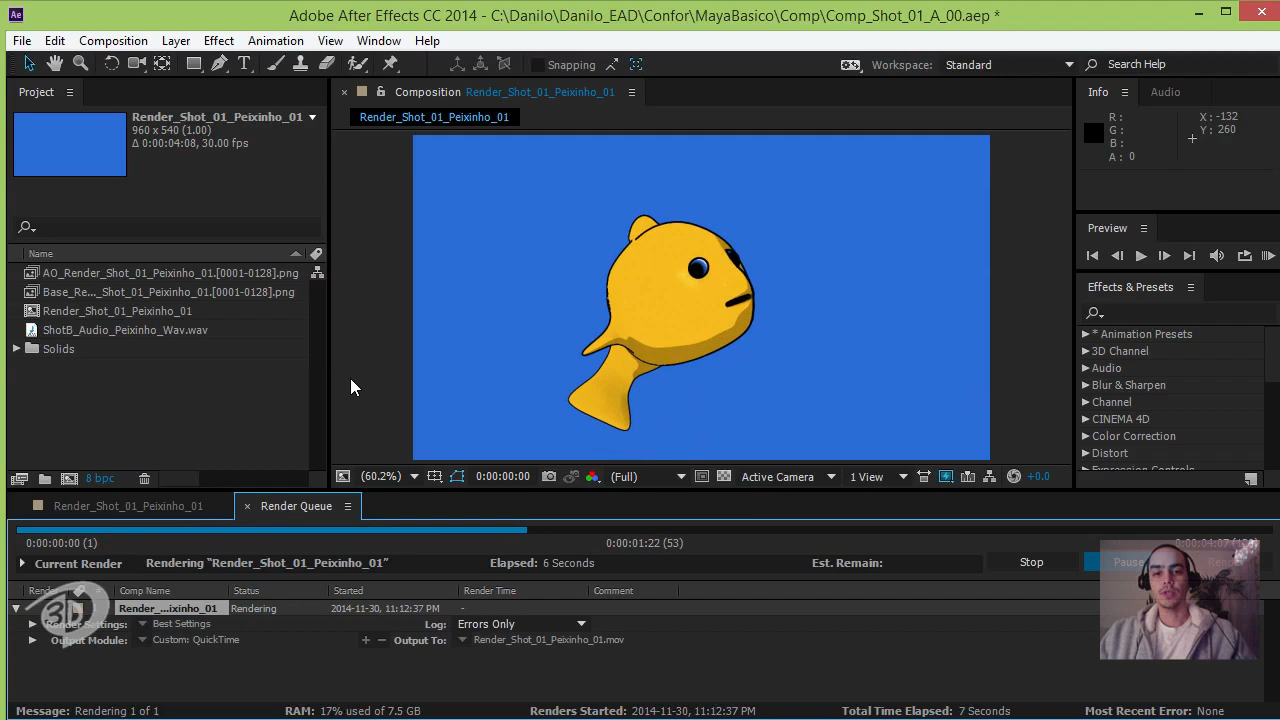 Ae
Adobe After Effects CC 2014 - C:\Danilo\Danilo_EAD\Confor\MayaBasico\Comp\Comp_Shot_01_A_00.aep *
File Edit Composition Layer Effect Animation View Window Help
Snapping
Workspace: Standard
Search Help
Project
Composition Render_Shot_01_Peixinho_01
Info
Audio
Render_Shot_01_Peixinho_01
960 x 540 (1.00)
Δ 0:00:04:08, 30.00 fps
Render_Shot_01_Peixinho_01
R :
G :
B :
A : 0
X : -132
Y : 260
Preview
Name
AO_Render_Shot_01_Peixinho_01.[0001-0128].png
Base_Re..._Shot_01_Peixinho_01.[0001-0128].png
Render_Shot_01_Peixinho_01
ShotB_Audio_Peixinho_Wav.wav
Solids
Effects & Presets
* Animation Presets
3D Channel
Audio
Blur & Sharpen
Channel
CINEMA 4D
Color Correction
Distort
Expression Controls
8 bpc
(60.2%)
0:00:00:00
(Full)
Active Camera
1 View
+0.0
Render_Shot_01_Peixinho_01
Render Queue
0:00:00:00 (1)
0:00:01:22 (53)
Current Render
Rendering “Render_Shot_01_Peixinho_01”
Elapsed: 6 Seconds
Est. Remain:
Stop
Pause
Render
Comp Name
Status
Started
Render Time
Comment
Render_...ixinho_01
Rendering
2014-11-30, 11:12:37 PM
-
Render Settings:
Best Settings
Log:
Errors Only
Output Module:
Custom: QuickTime
Output To:
Render_Shot_01_Peixinho_01.mov
3D
Message: Rendering 1 of 1
RAM: 17% used of 7.5 GB
Renders Started: 2014-11-30, 11:12:37 PM
Total Time Elapsed: 7 Seconds
Most Recent Error: None